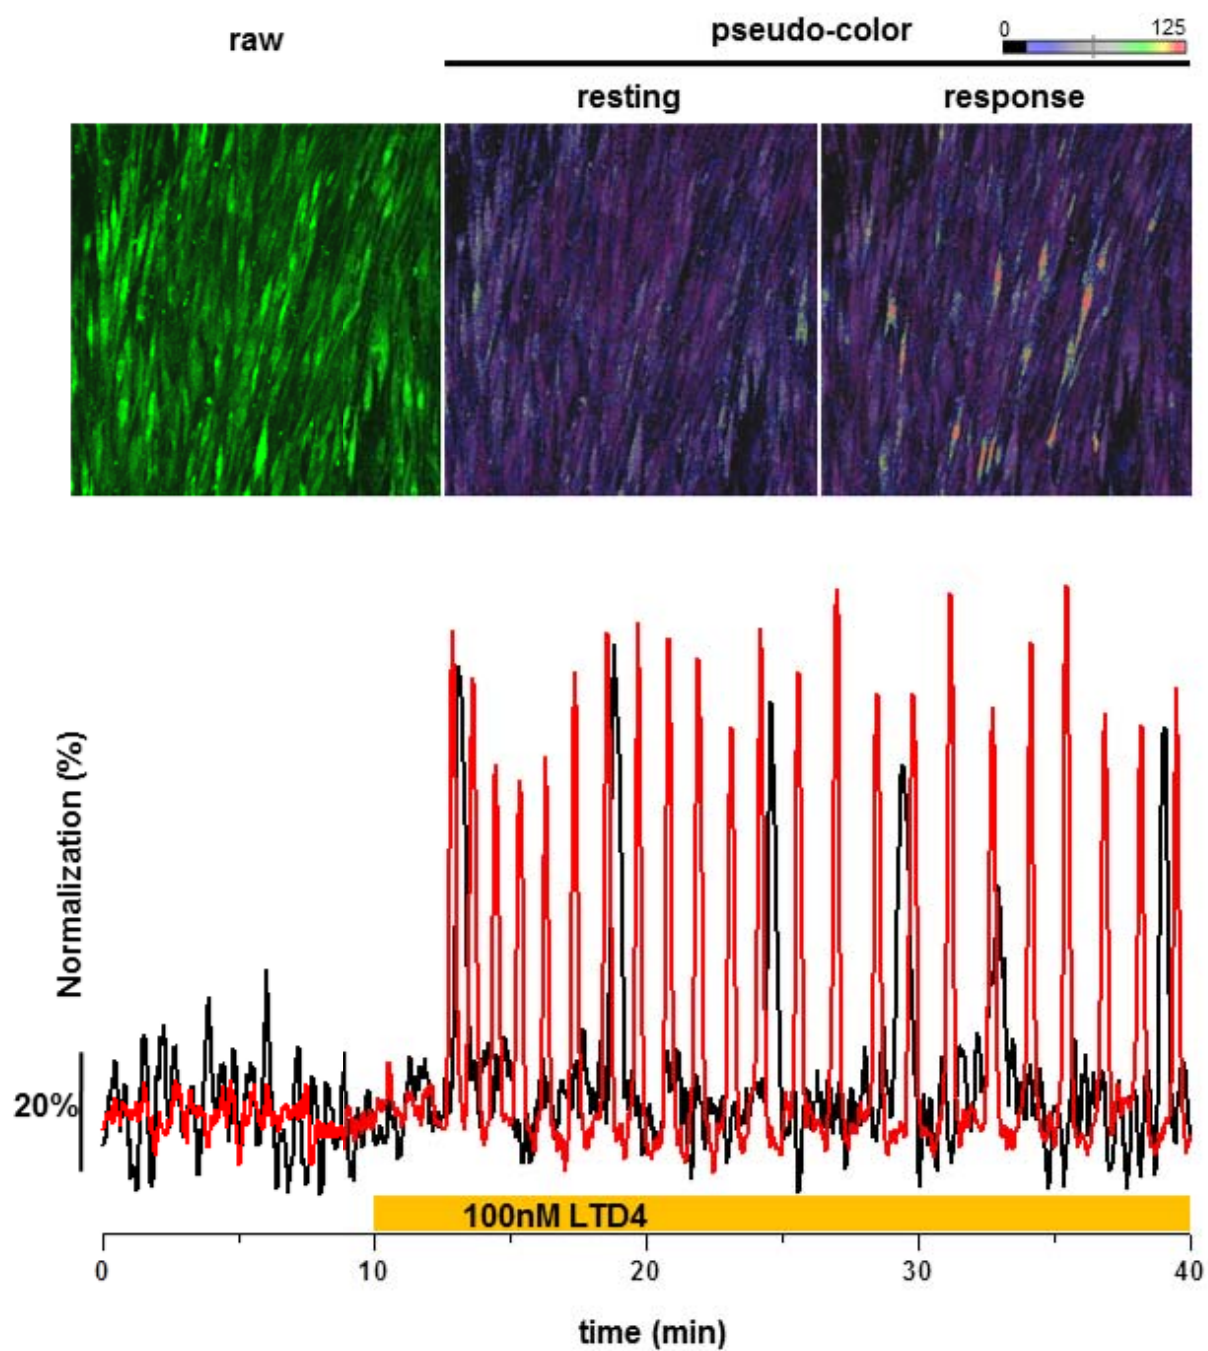 raw
pseudo-color
0 125
resting response
Normalization (%)
20%
100nM LTD4
0 10 20 30 40
time (min)